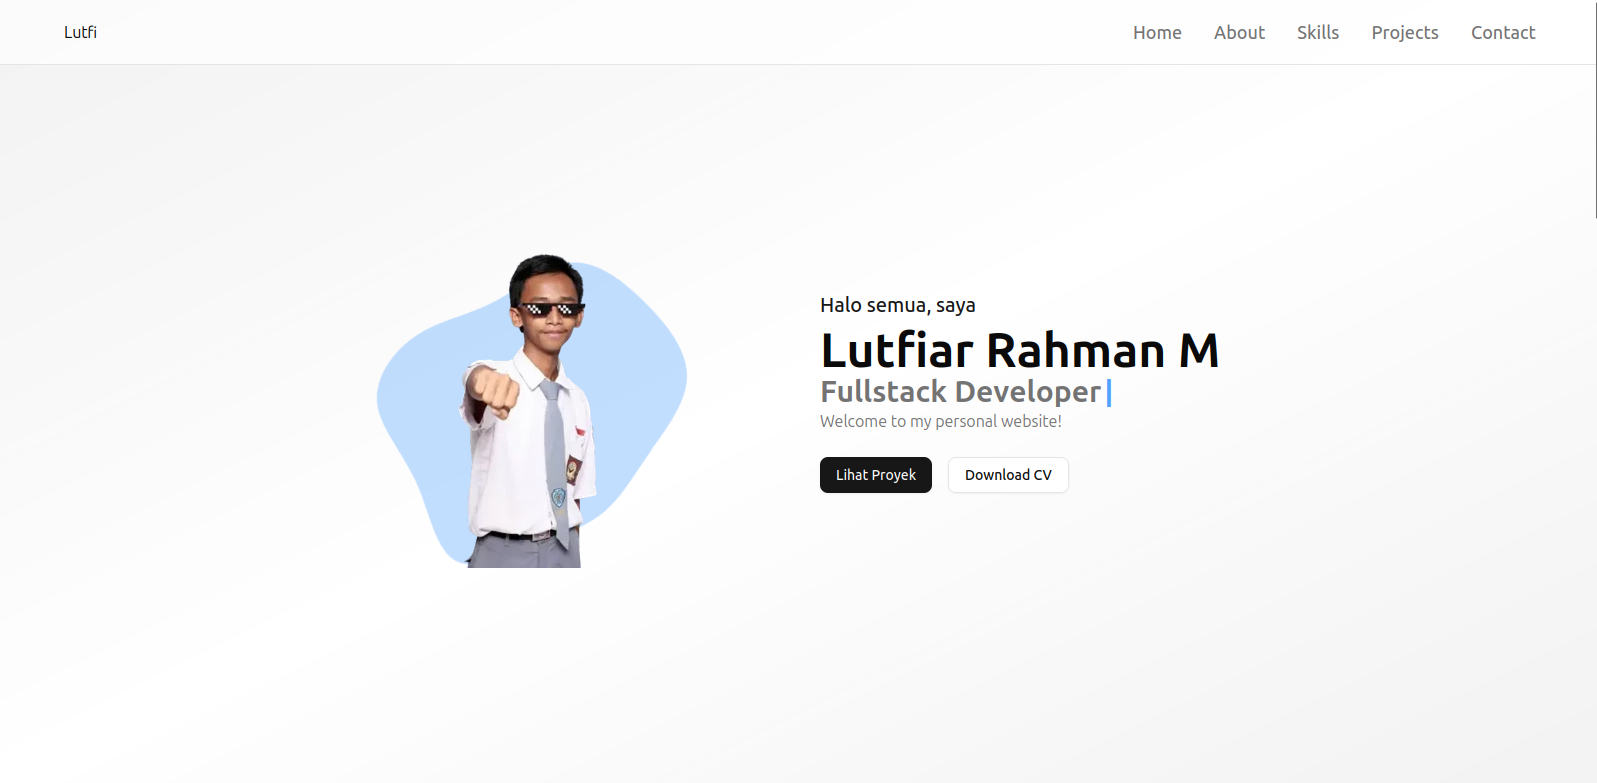 Lutfi
Home About Skills Projects Contact
Halo semua, saya
Lutfiar Rahman M
Fullstack Developer
Welcome to my personal website!
Lihat Proyek Download CV